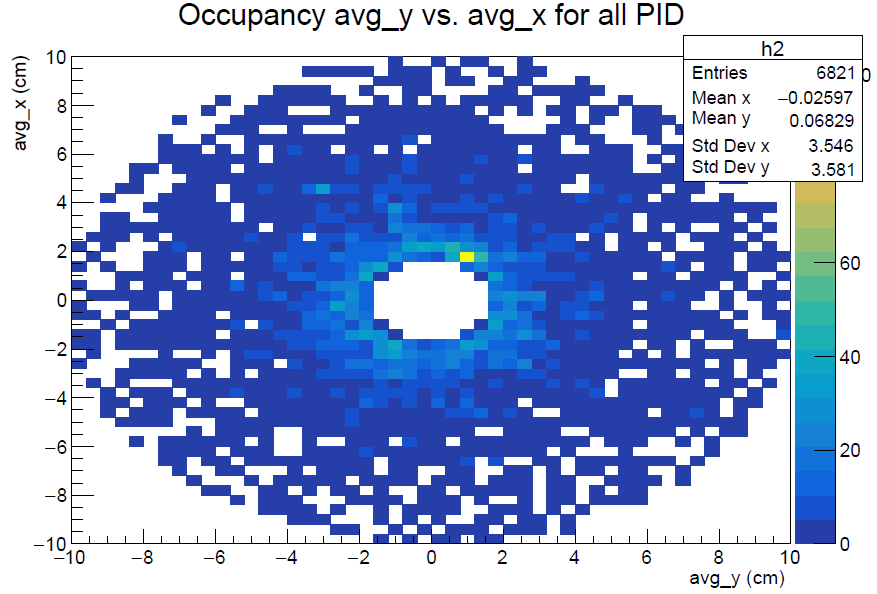 Occupancy avg_y vs. avg_x for all PID
h2
Entries 6821
Mean x −0.02597
Mean y 0.06829
Std Dev x 3.546
Std Dev y 3.581
avg_x (cm)
10
8
6
4
2
0
−2
−4
−6
−8
−10
−10 −8 −6 −4 −2 0 2 4 6 8 10
avg_y (cm)
0
60
40
20
0